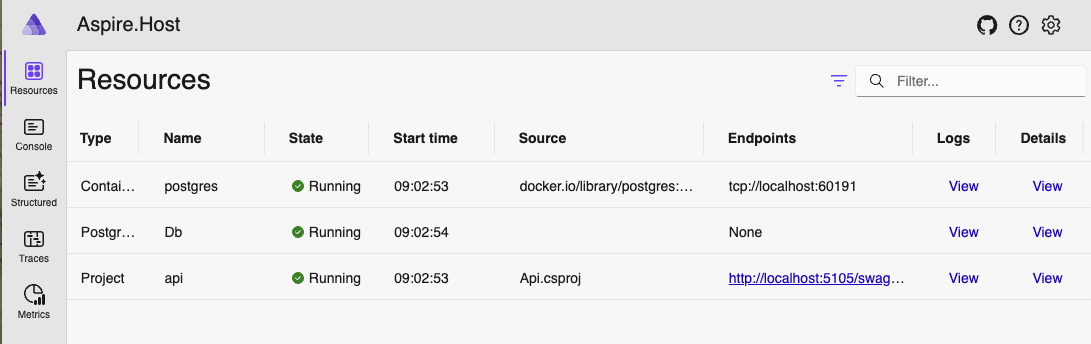 Aspire.Host
Resources
Filter...
Resources
Console
Structured
Traces
Metrics
Type Name State Start time Source Endpoints Logs Details
Contai... postgres Running 09:02:53 docker.io/library/postgres:... tcp://localhost:60191 View View
Postgr... Db Running 09:02:54 None View View
Project api Running 09:02:53 Api.csproj http://localhost:5105/swag... View View